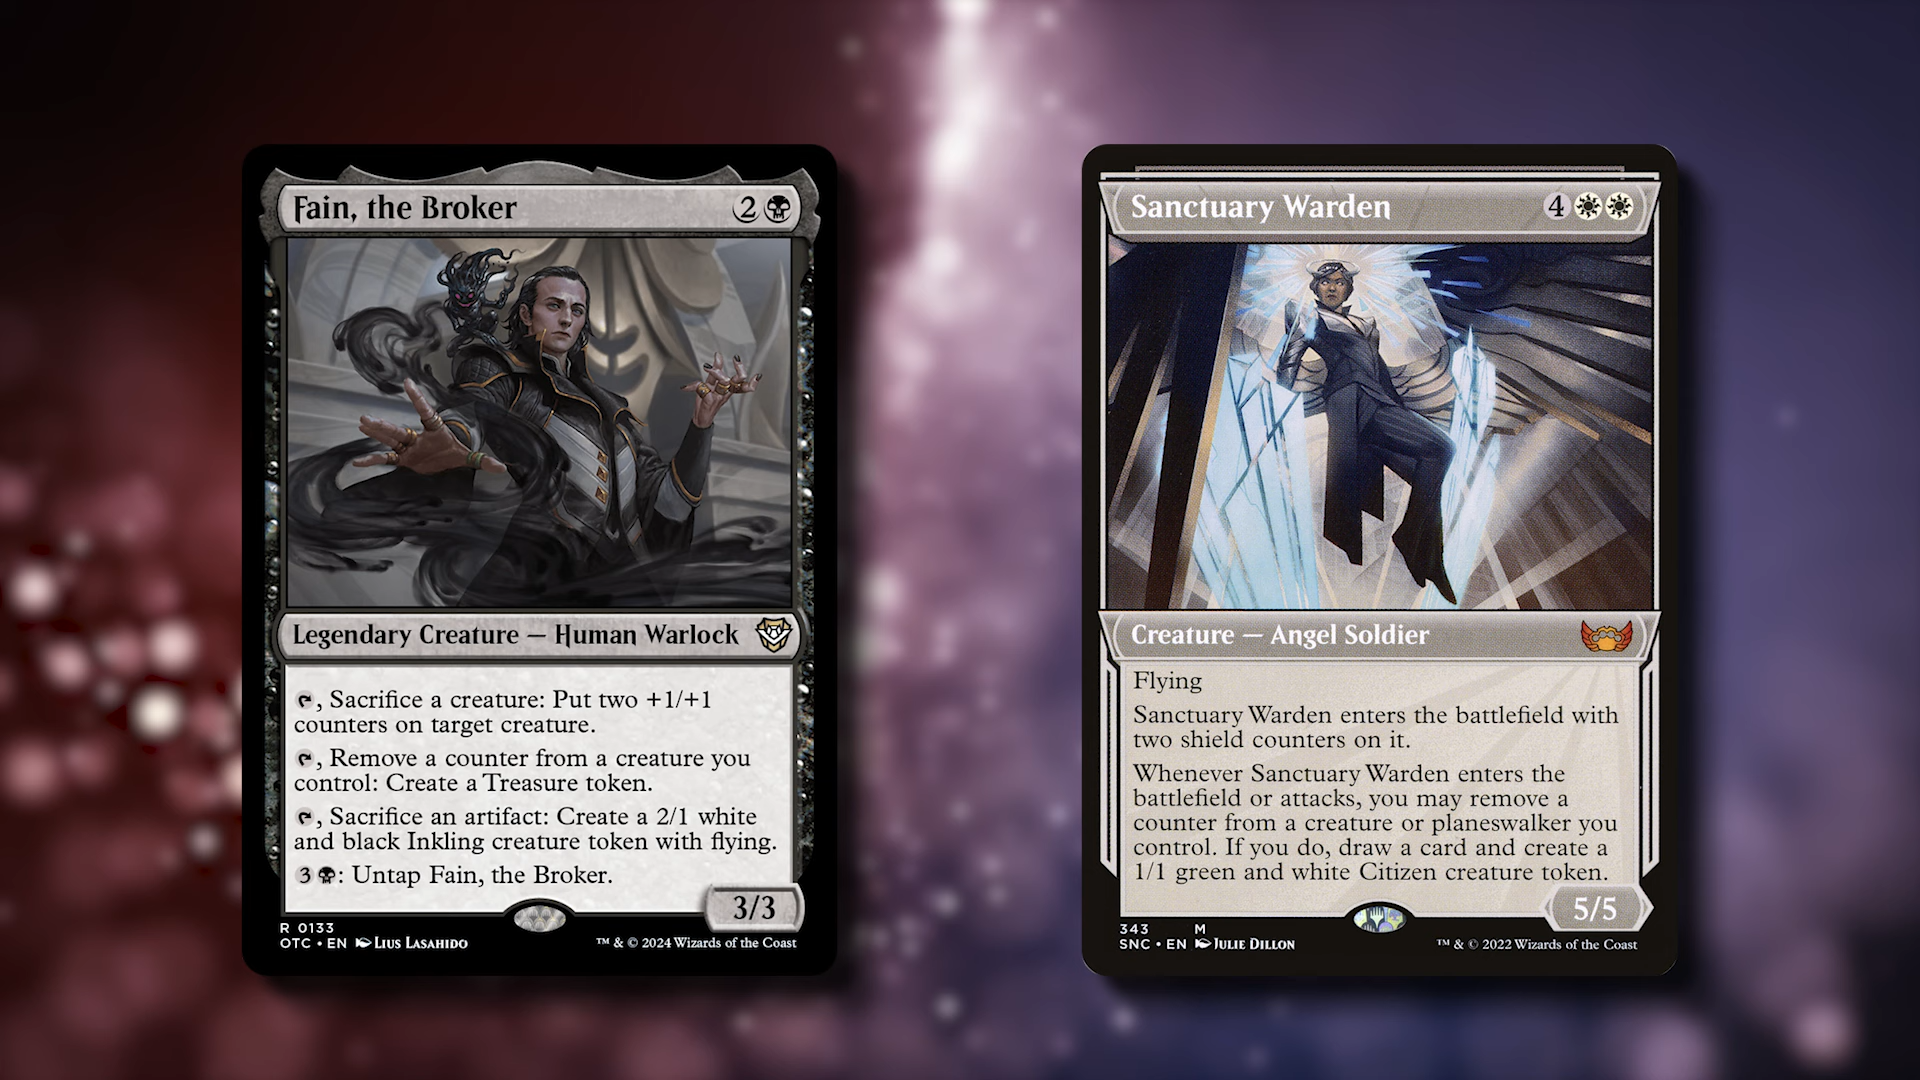 Fain, the Broker
2
Legendary Creature — Human Warlock
, Sacrifice a creature: Put two +1/+1
counters on target creature.
, Remove a counter from a creature you
control: Create a Treasure token.
, Sacrifice an artifact: Create a 2/1 white
and black Inkling creature token with flying.
3: Untap Fain, the Broker.
3/3
R 0133
OTC • EN Lius Lasahido
™ & © 2024 Wizards of the Coast
Sanctuary Warden
4
Creature — Angel Soldier
Flying
Sanctuary Warden enters the battlefield with
two shield counters on it.
Whenever Sanctuary Warden enters the
battlefield or attacks, you may remove a
counter from a creature or planeswalker you
control. If you do, draw a card and create a
1/1 green and white Citizen creature token.
5/5
343 M
SNC • EN Julie Dillon
™ & © 2022 Wizards of the Coast